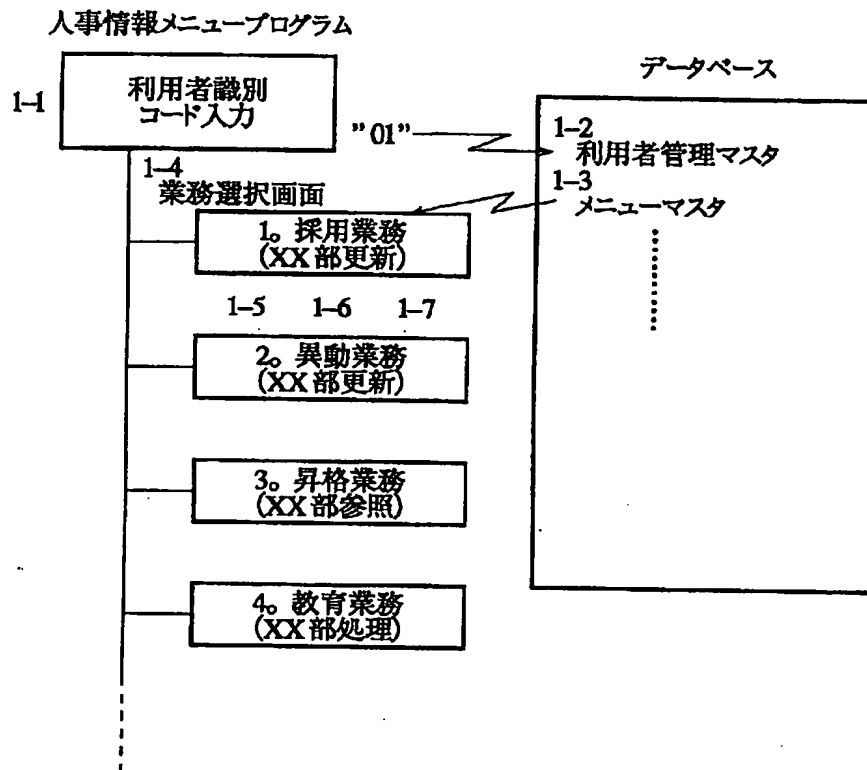 人事情報メニュープログラム
1-1
利用者識別
コード入力
"01"
1-4
業務選択画面
1。採用業務
(XX部更新)
1-5 1-6 1-7
2。異動業務
(XX部更新)
3。昇格業務
(XX部参照)
4。教育業務
(XX部処理)
データベース
1-2
利用者管理マスタ
1-3
メニューマスタ